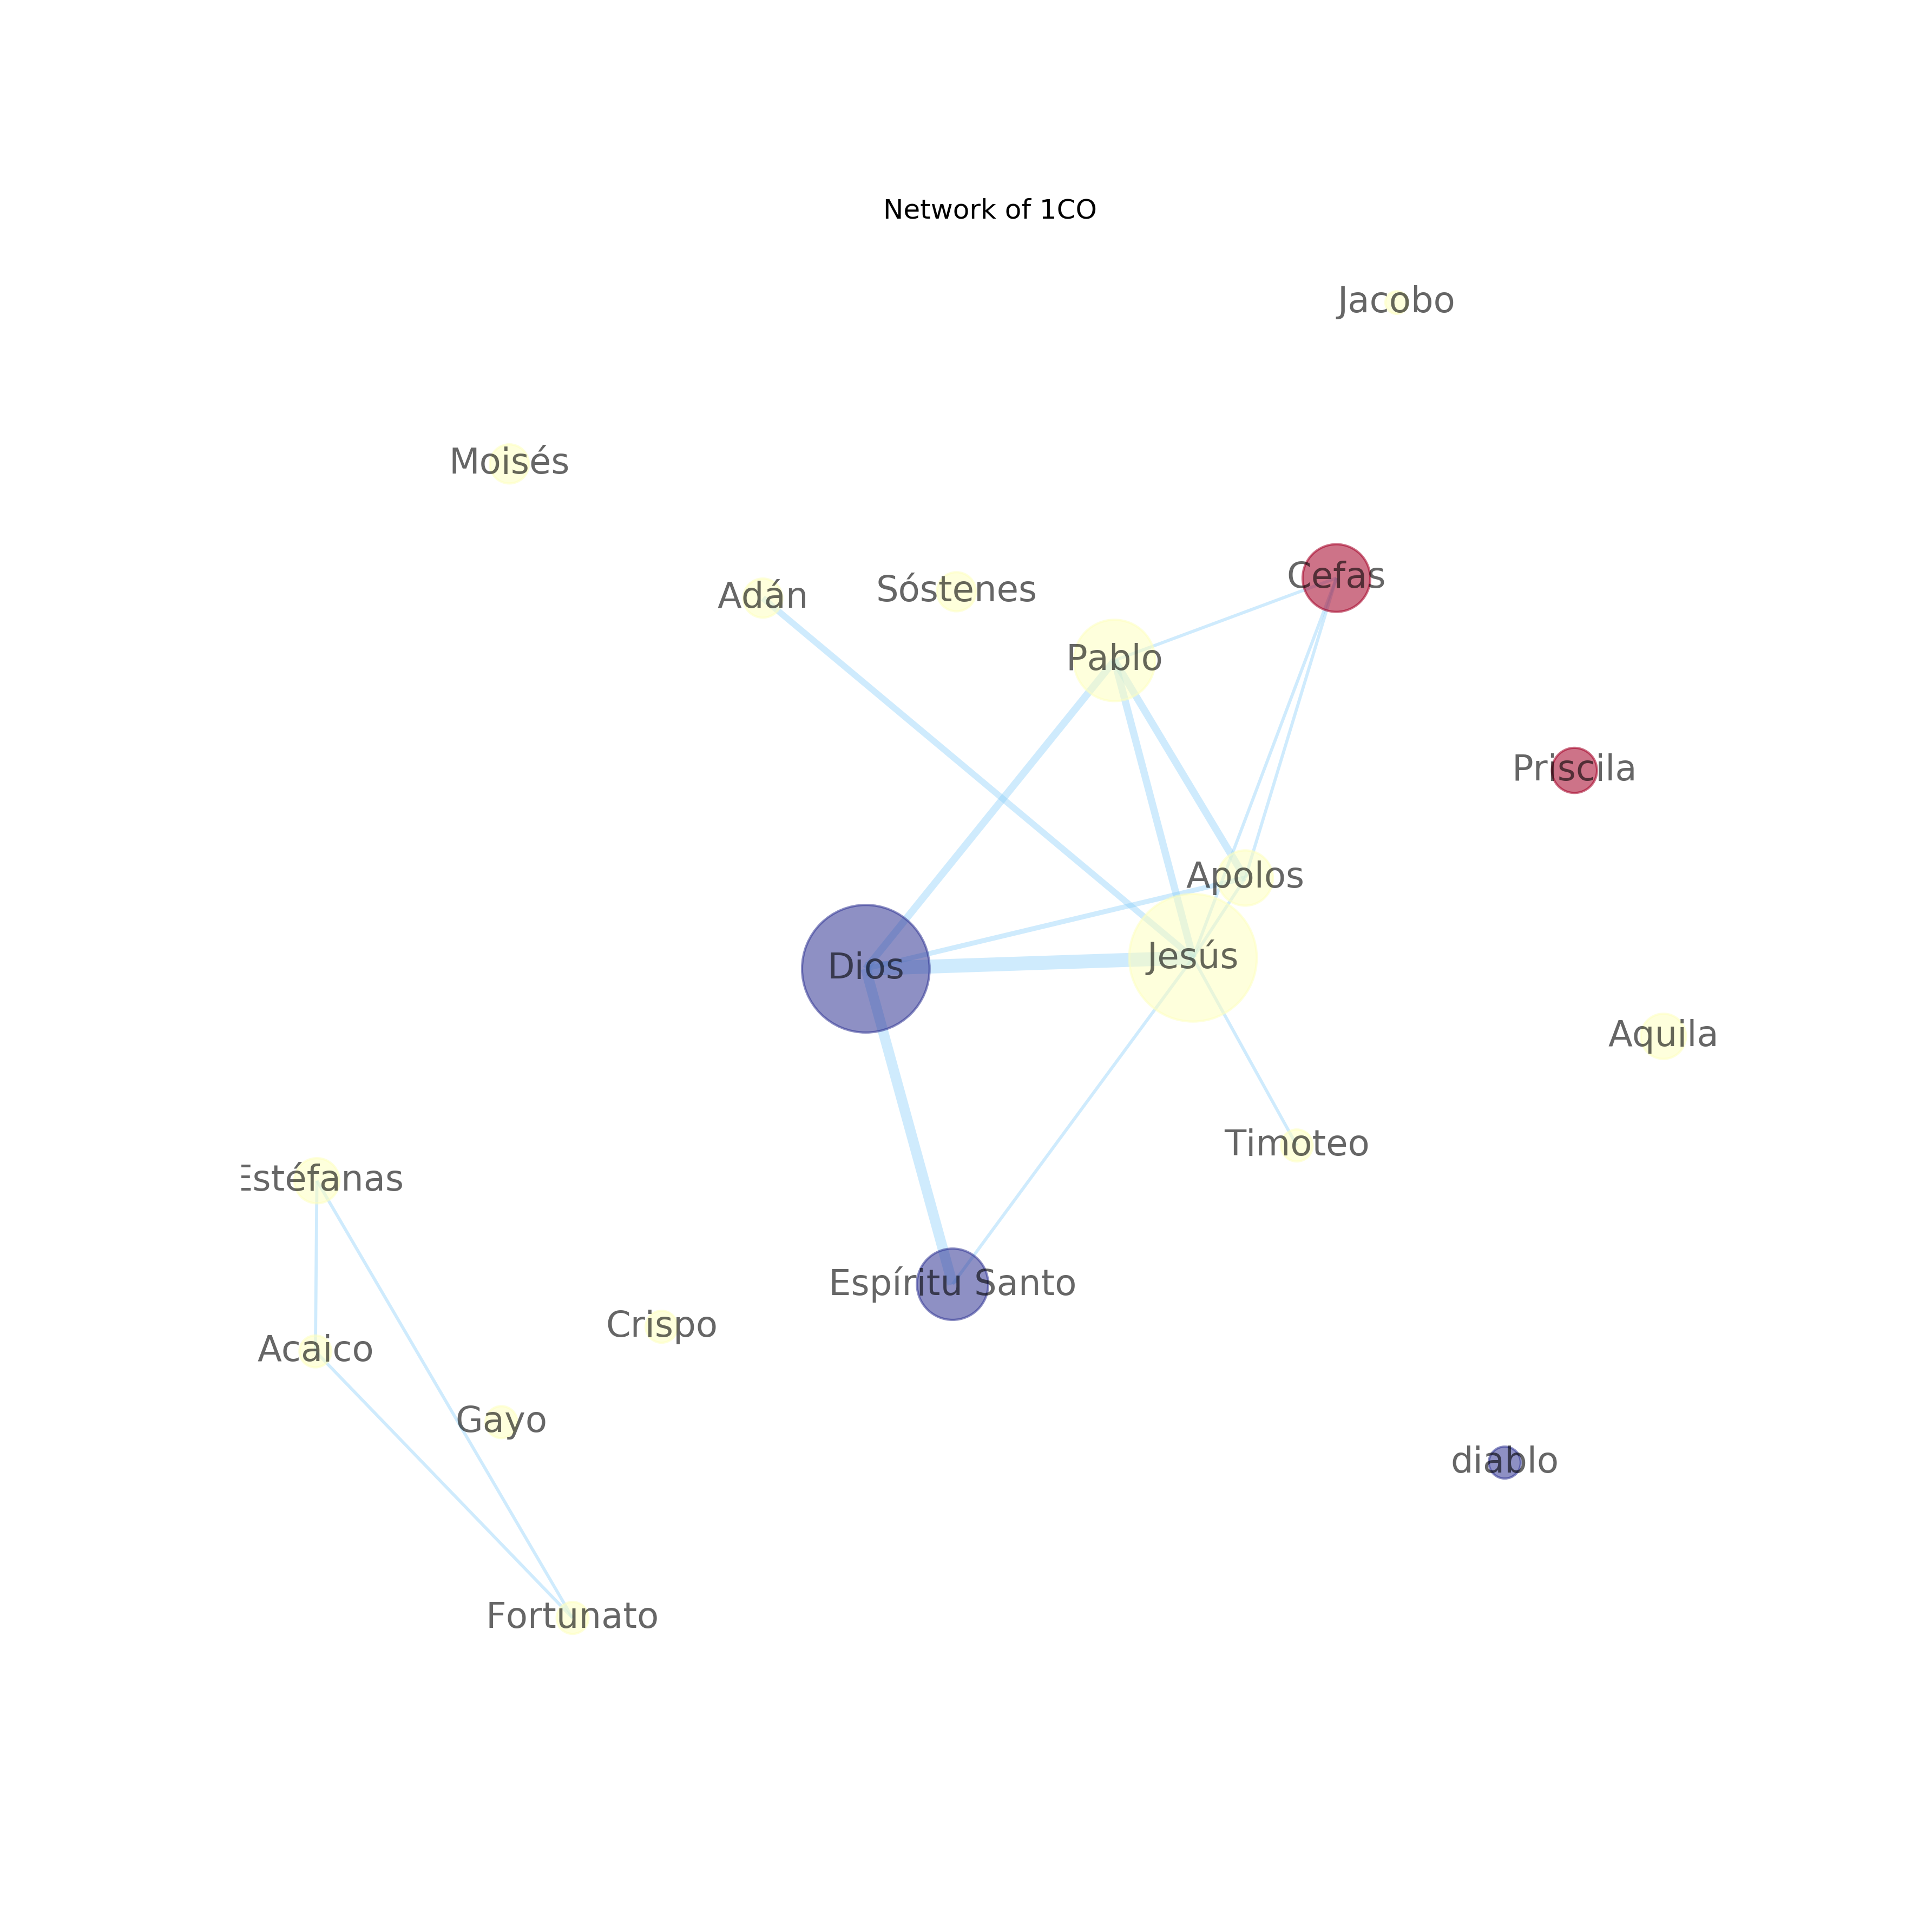 Network of 1CO
Jacobo
Moisés
Cefas
Sóstenes
Adán
Pablo
Priscila
Apolos
Jesús
Dios
Aquila
Timoteo
Estéfanas
Espíritu Santo
Crispo
Acaico
Gayo
diablo
Fortunato